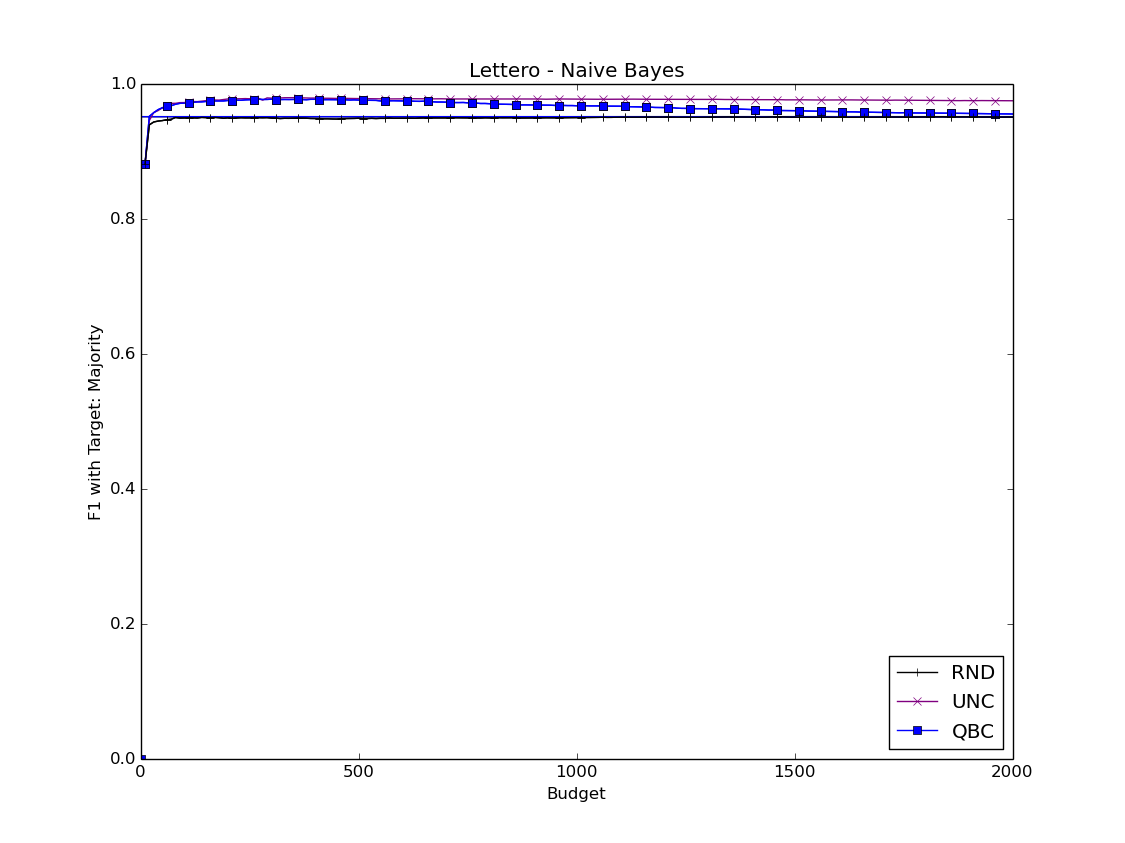 Lettero - Naive Bayes
1.0
0.8
0.6
0.4
0.2
0.0
F1 with Target: Majority
RND
UNC
QBC
0 500 1000 1500 2000
Budget